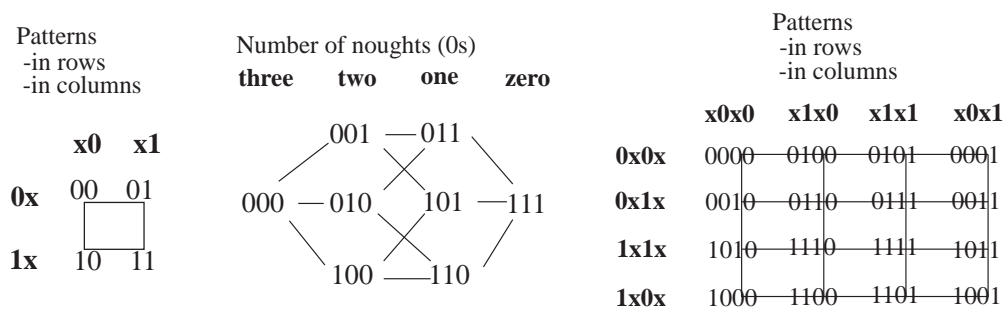 Patterns
-in rows
-in columns
x0 x1
0x 00 01
1x 10 11
Number of noughts (0s)
three two one zero
001 011
000 010 101 111
100 110
Patterns
-in rows
-in columns
x0x0 x1x0 x1x1 x0x1
0x0x 0000 0100 0101 0001
0x1x 0010 0110 0111 0011
1x1x 1010 1110 1111 1011
1x0x 1000 1100 1101 1001